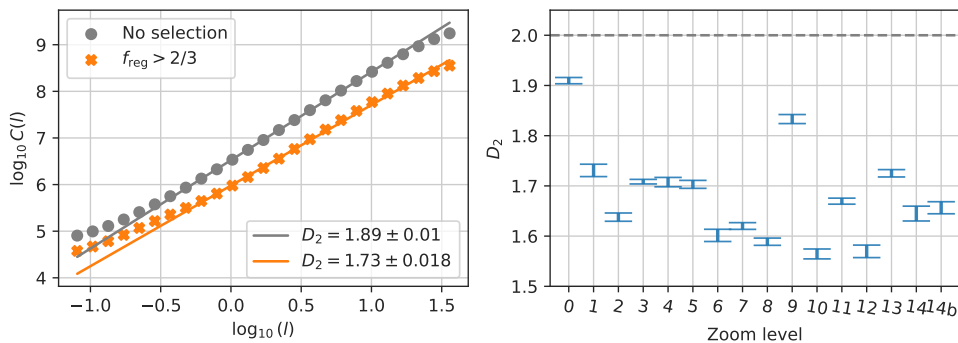 No selection
f_reg > 2/3
log₁₀ C(l)
9
8
7
6
5
4
D₂ = 1.89 ± 0.01
D₂ = 1.73 ± 0.018
−1.0 −0.5 0.0 0.5 1.0 1.5
log₁₀ (l)
D₂
2.0
1.9
1.8
1.7
1.6
1.5
0 1 2 3 4 5 6 7 8 9 10 11 12 13 14 14b
Zoom level